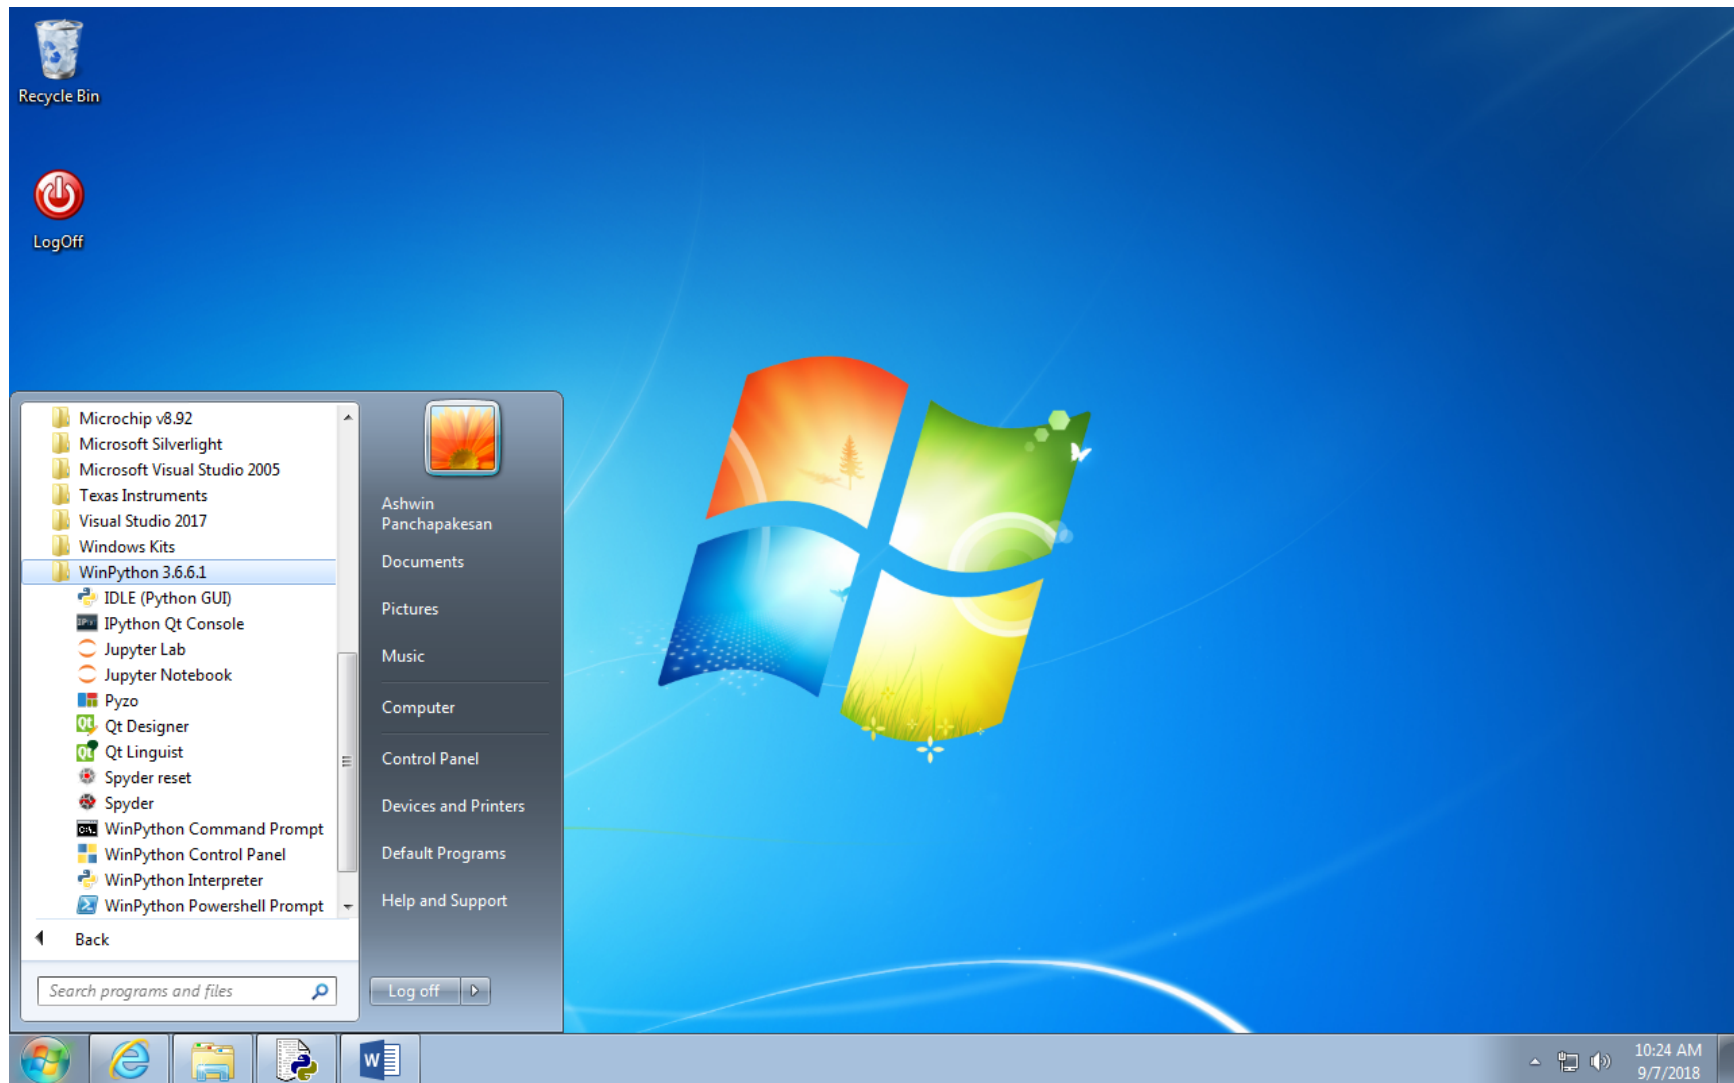 Recycle Bin
LogOff
Microchip v8.92
Microsoft Silverlight
Microsoft Visual Studio 2005
Texas Instruments
Visual Studio 2017
Windows Kits
WinPython 3.6.6.1
IDLE (Python GUI)
IPython Qt Console
Jupyter Lab
Jupyter Notebook
Pyzo
Qt Designer
Qt Linguist
Spyder reset
Spyder
WinPython Command Prompt
WinPython Control Panel
WinPython Interpreter
WinPython Powershell Prompt
Back
Search programs and files
Ashwin
Panchapakesan
Documents
Pictures
Music
Computer
Control Panel
Devices and Printers
Default Programs
Help and Support
Log off
10:24 AM
9/7/2018